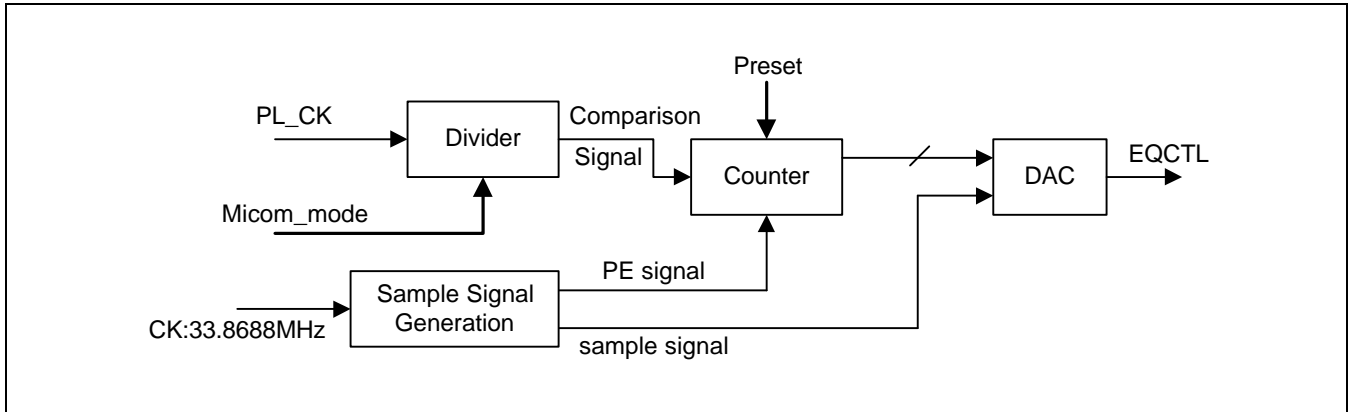 Preset
PL_CK
Divider
Comparison
Signal
Counter
DAC
EQCTL
Micom_mode
PE signal
Sample Signal
Generation
CK:33.8688MHz
sample signal